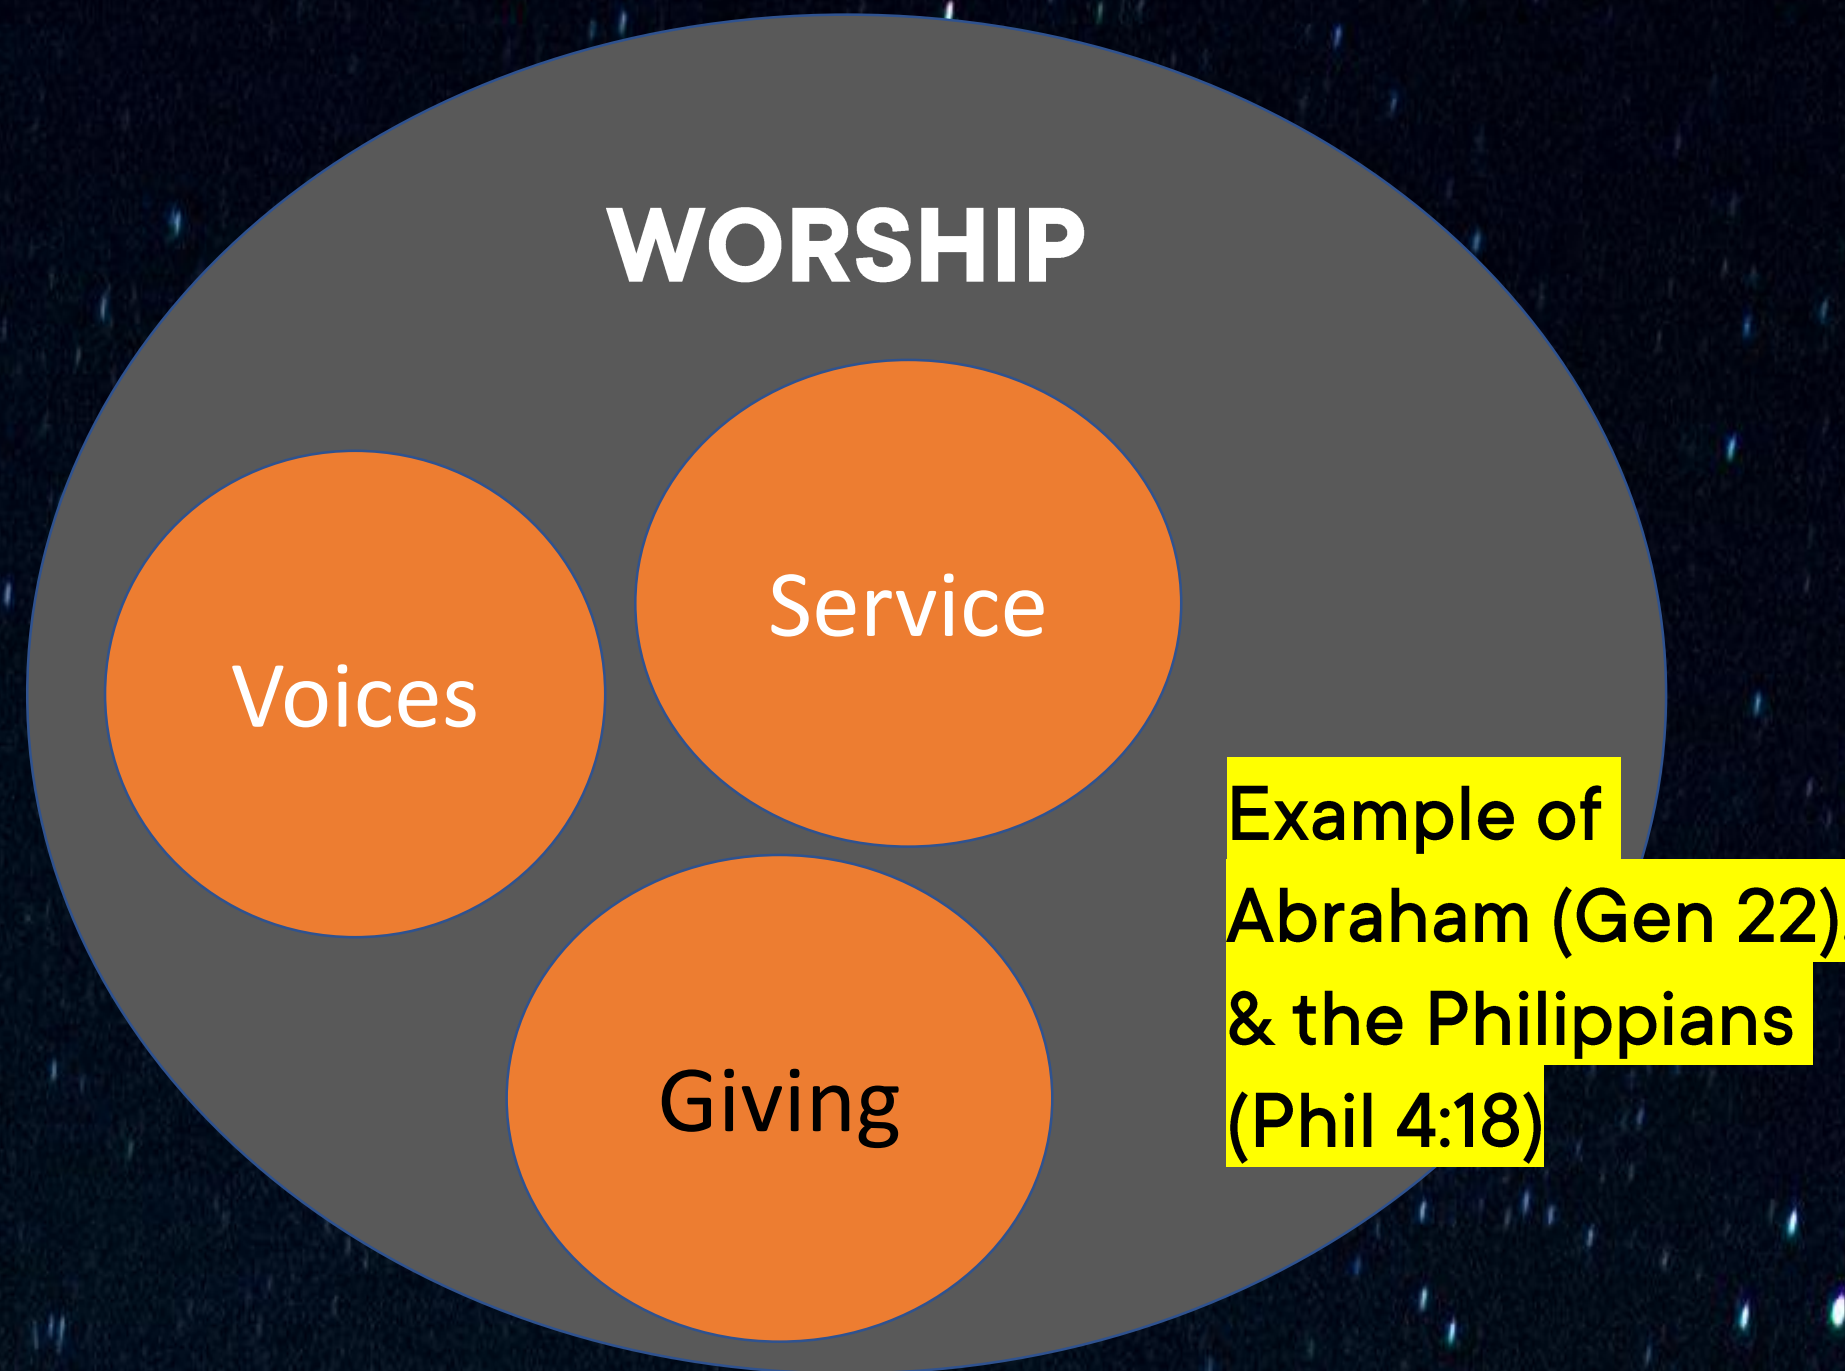 WORSHIP
Service
Voices
Giving
Example of
Abraham (Gen 22),
& the Philippians
(Phil 4:18)